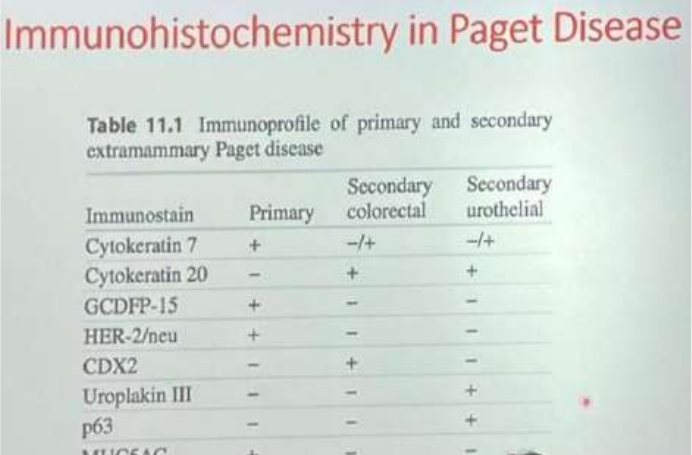 Immunohistochemistry in Paget Disease
Table 11.1 Immunoprofile of primary and secondary
extramammary Paget disease
Secondary Secondary
Immunostain Primary colorectal urothelial
Cytokeratin 7 + –/+ –/+
Cytokeratin 20 – + +
GCDFP-15 + – –
HER-2/neu + – –
CDX2 – + –
Uroplakin III – – +
p63 – – +
MUC5AC + – –